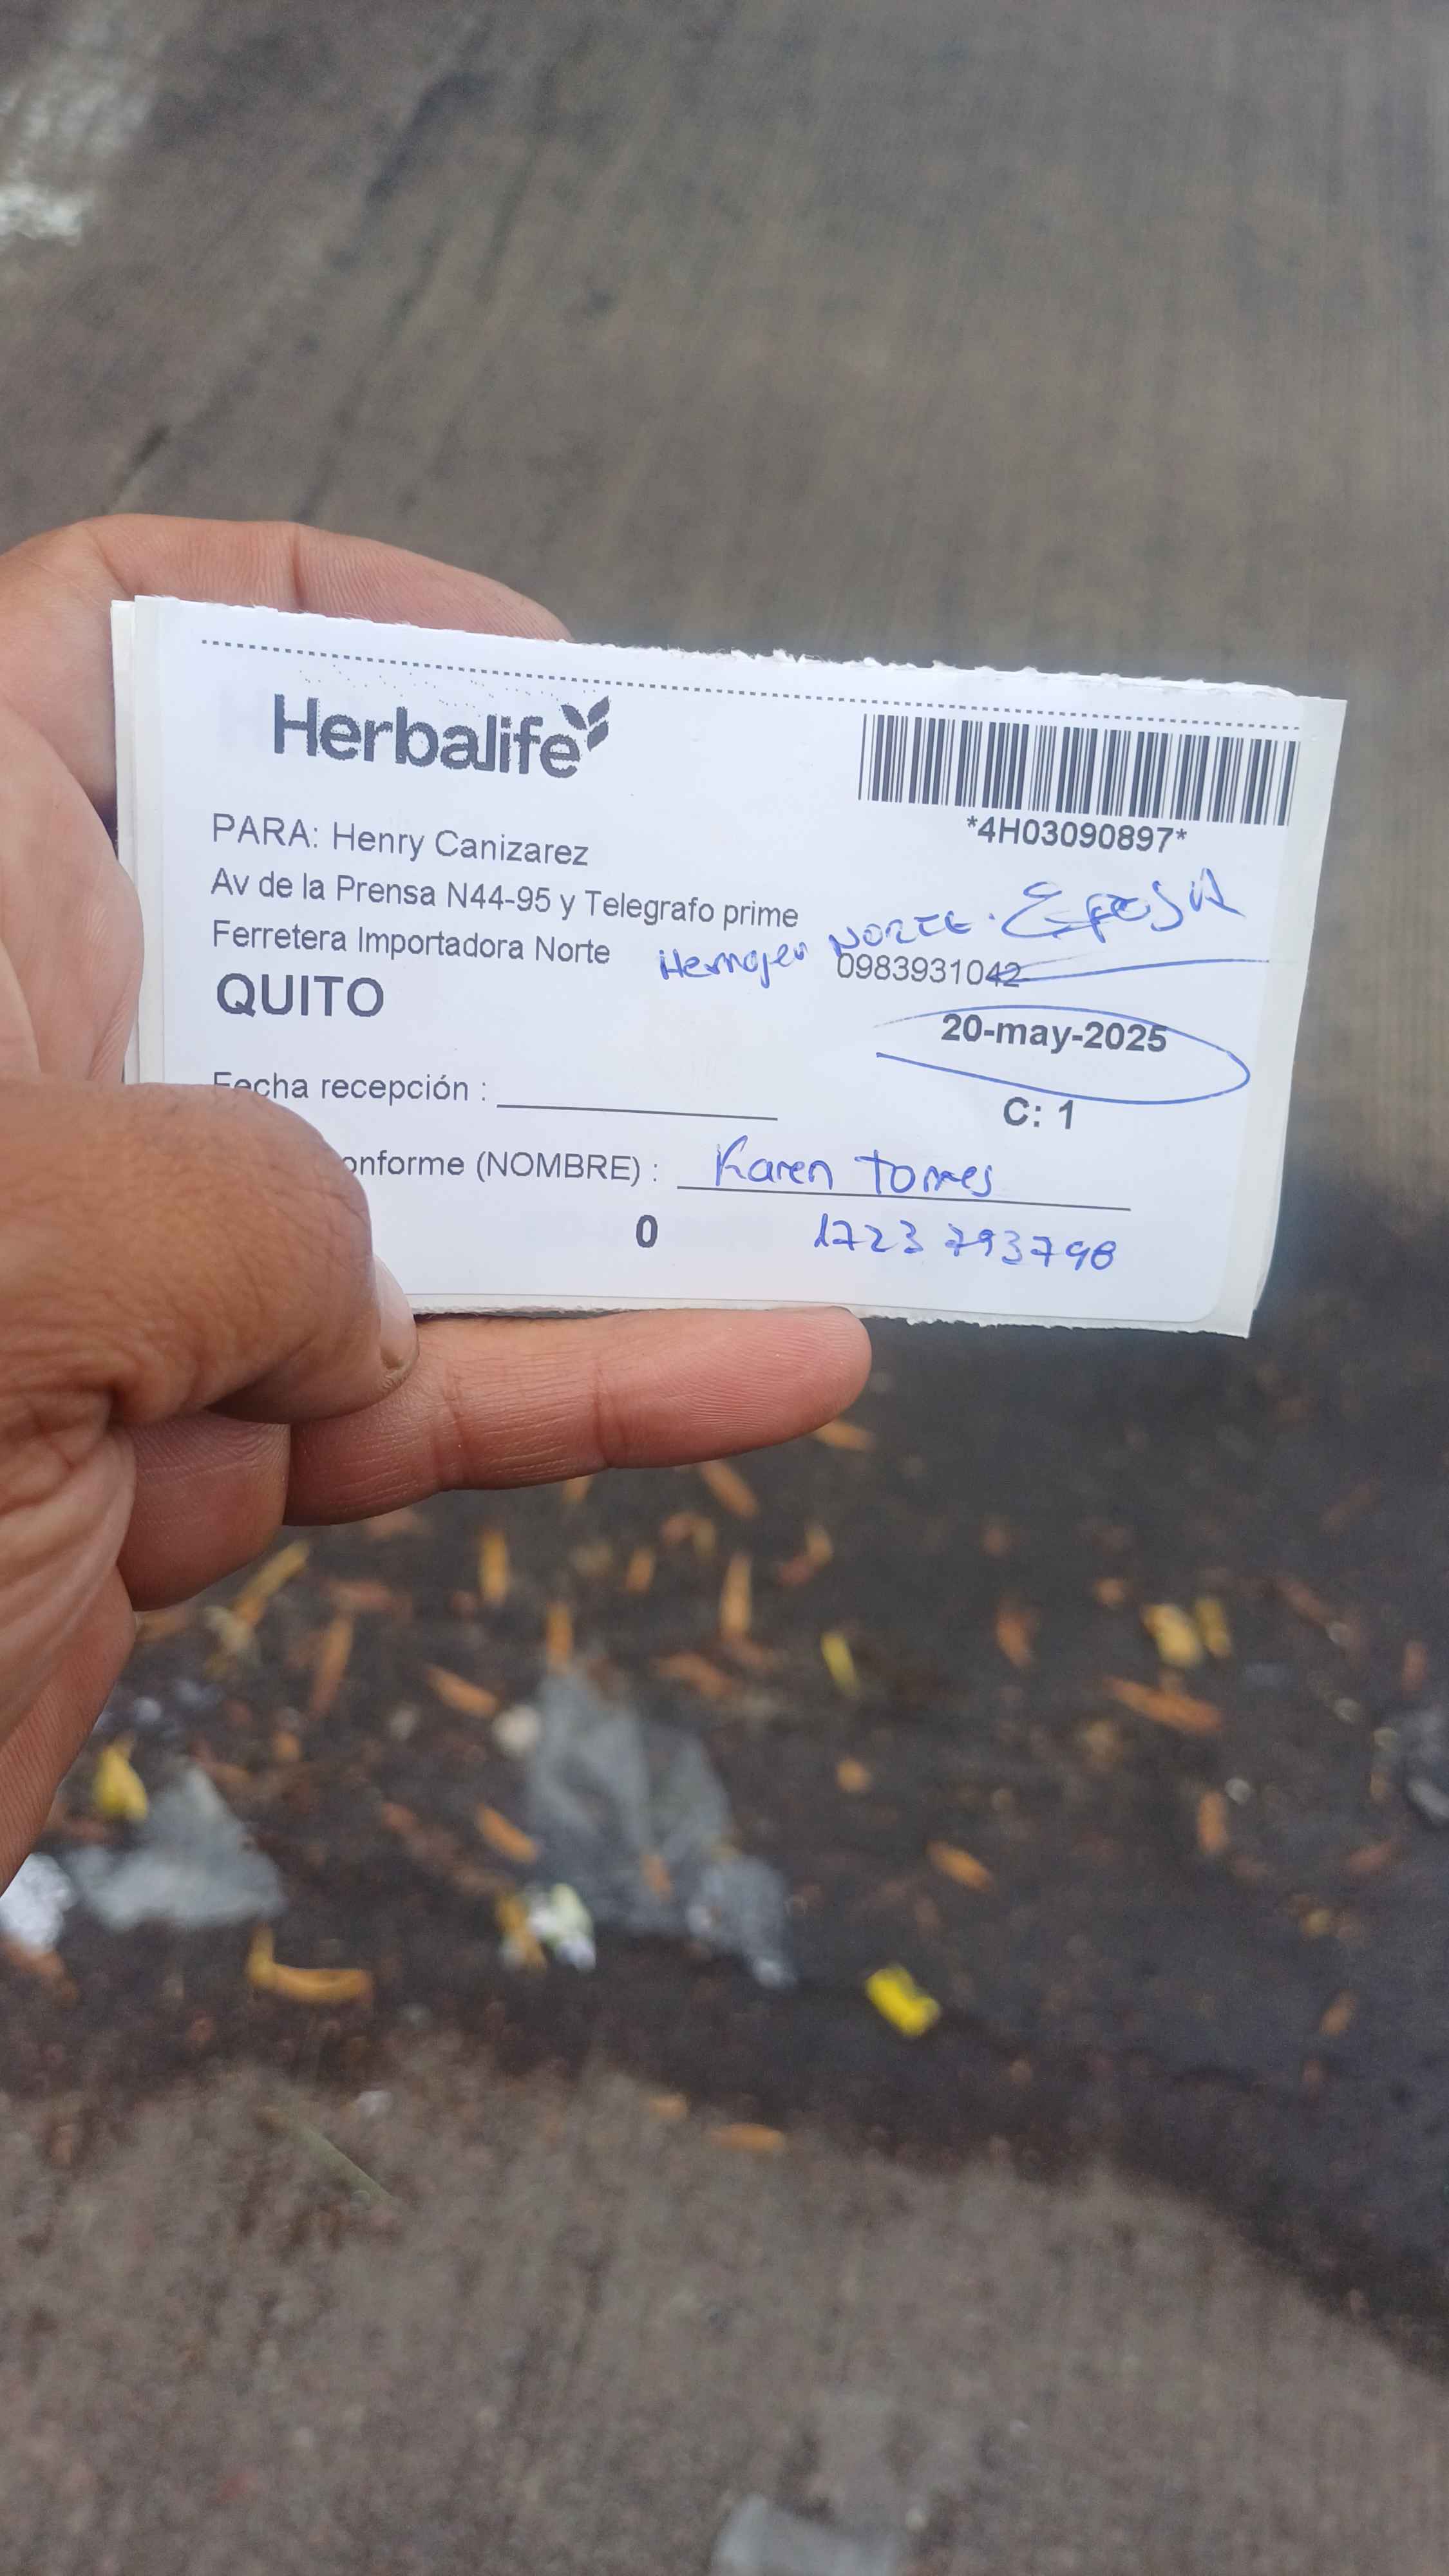 Herbalife
*4H03090897*
PARA: Henry Canizarez
Av de la Prensa N44-95 y Telegrafo prime
Ferretera Importadora Norte
NORTE.
0983931042
QUITO
20-may-2025
Fecha recepción :
C: 1
onforme (NOMBRE) : Karen Torres
0
1723793798